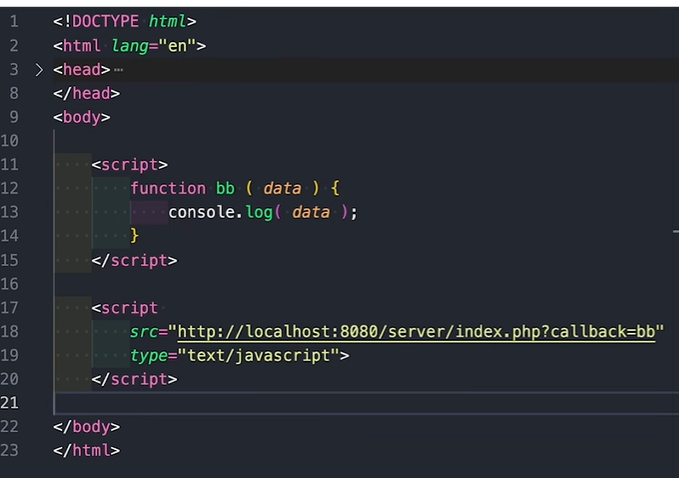 1 <!DOCTYPE html>
2 <html lang="en">
3 > <head>⋯
8 </head>
9 <body>
10
11 <script>
12 function bb ( data ) {
13 console.log( data );
14 }
15 </script>
16
17 <script
18 src="http://localhost:8080/server/index.php?callback=bb"
19 type="text/javascript">
20 </script>
21
22 </body>
23 </html>